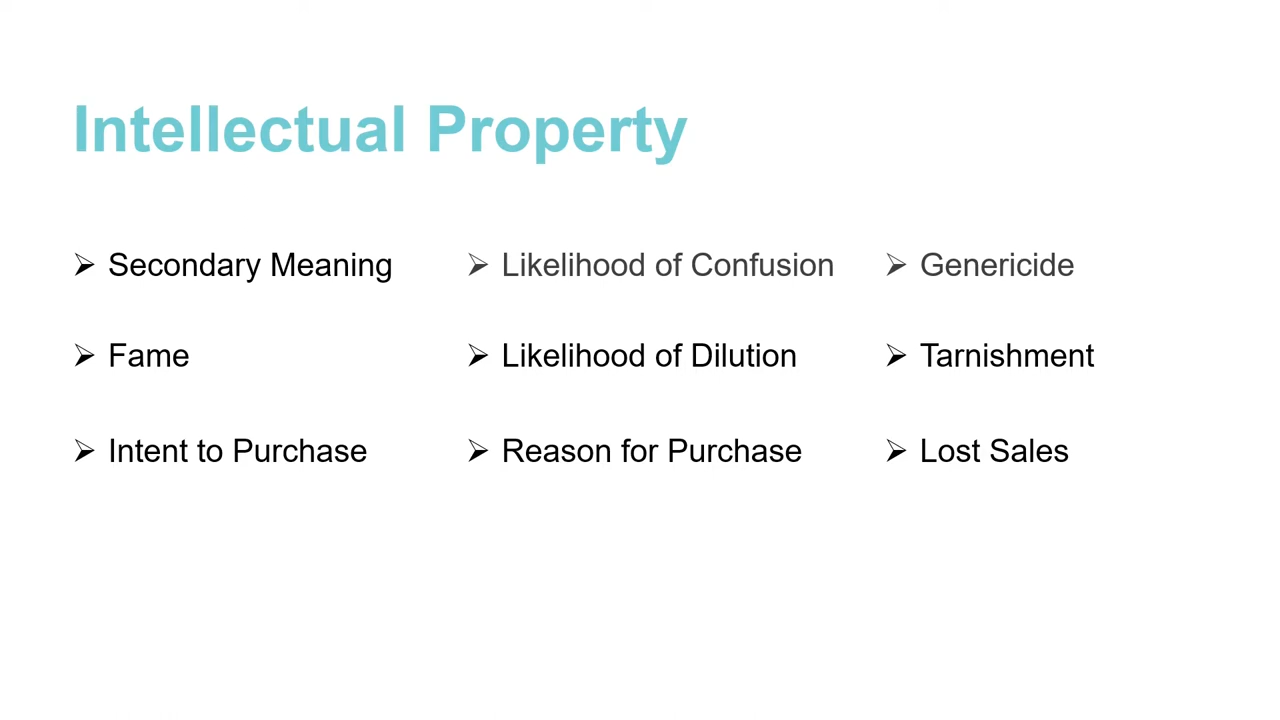 Intellectual Property
➢ Secondary Meaning
➢ Likelihood of Confusion
➢ Genericide
➢ Fame
➢ Likelihood of Dilution
➢ Tarnishment
➢ Intent to Purchase
➢ Reason for Purchase
➢ Lost Sales